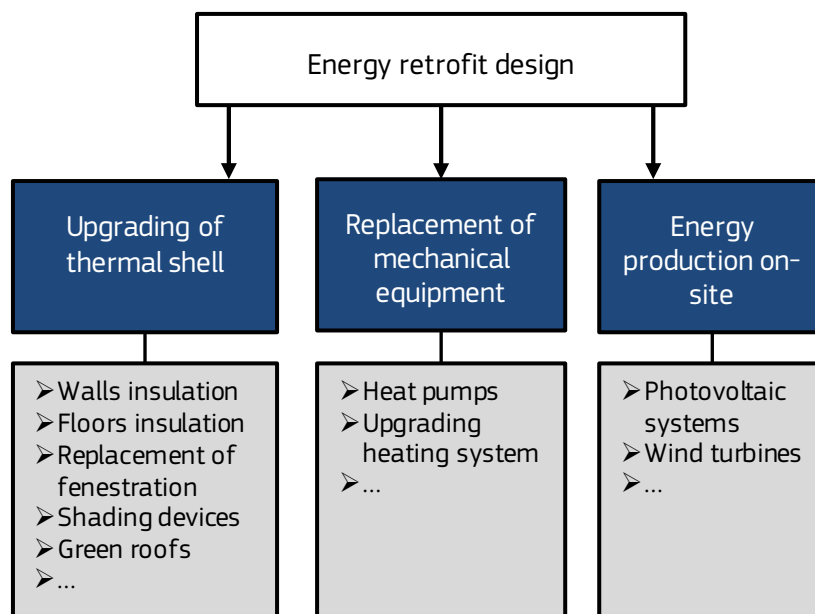 Energy retrofit design
Upgrading of
thermal shell
Replacement of
mechanical
equipment
Energy
production on-
site
➢Walls insulation
➢Floors insulation
➢Replacement of
fenestration
➢Shading devices
➢Green roofs
➢...
➢Heat pumps
➢Upgrading
heating system
➢...
➢Photovoltaic
systems
➢Wind turbines
➢...